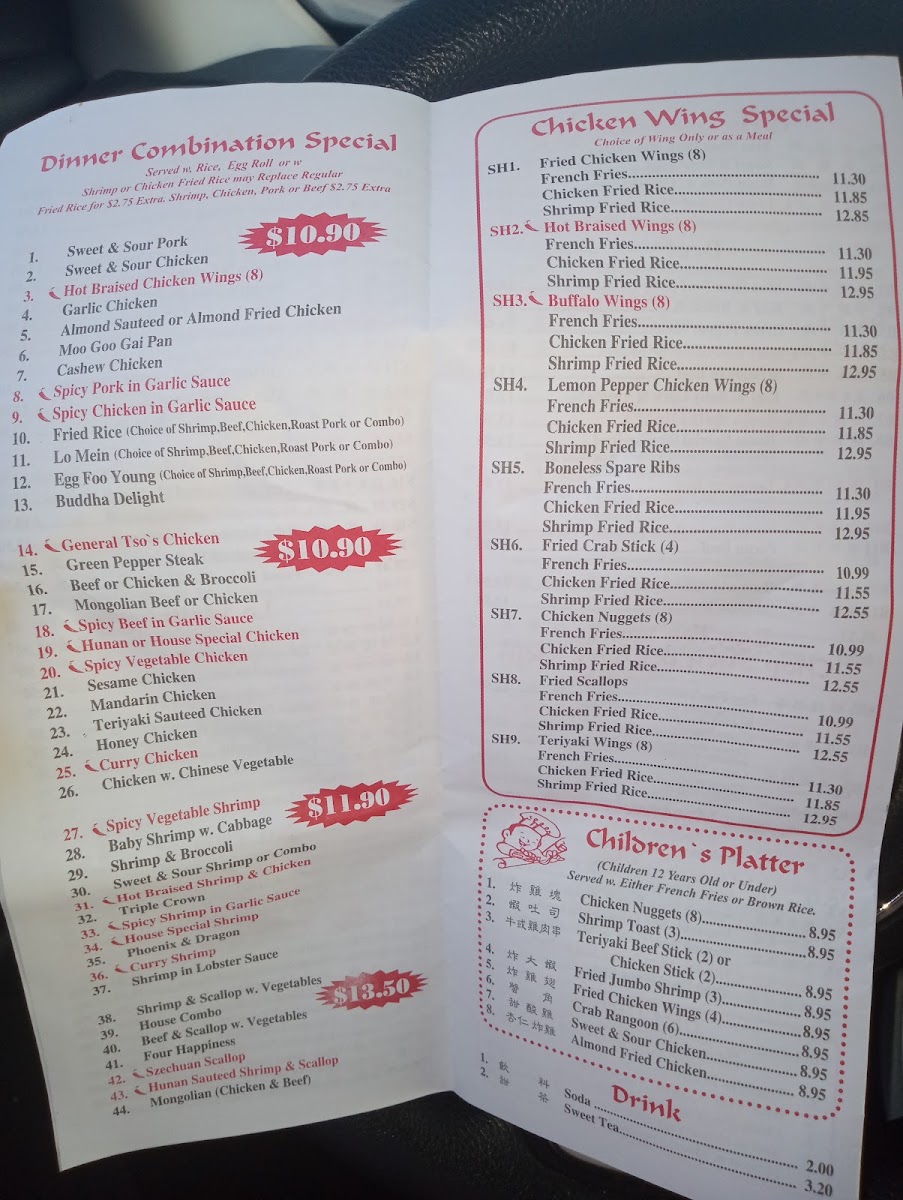 Dinner Combination Special
Served w. Rice, Egg Roll or w
Shrimp or Chicken Fried Rice may Replace Regular
Fried Rice for $2.75 Extra. Shrimp, Chicken, Pork or Beef $2.75 Extra
$10.90
1. Sweet & Sour Pork
2. Sweet & Sour Chicken
3. Hot Braised Chicken Wings (8)
4. Garlic Chicken
5. Almond Sauteed or Almond Fried Chicken
6. Moo Goo Gai Pan
7. Cashew Chicken
8. Spicy Pork in Garlic Sauce
9. Spicy Chicken in Garlic Sauce
10. Fried Rice (Choice of Shrimp,Beef,Chicken,Roast Pork or Combo)
11. Lo Mein (Choice of Shrimp,Beef,Chicken,Roast Pork or Combo)
12. Egg Foo Young (Choice of Shrimp,Beef,Chicken,Roast Pork or Combo)
13. Buddha Delight
$10.90
14. General Tso`s Chicken
15. Green Pepper Steak
16. Beef or Chicken & Broccoli
17. Mongolian Beef or Chicken
18. Spicy Beef in Garlic Sauce
19. Hunan or House Special Chicken
20. Spicy Vegetable Chicken
21. Sesame Chicken
22. Mandarin Chicken
23. Teriyaki Sauteed Chicken
24. Honey Chicken
25. Curry Chicken
26. Chicken w. Chinese Vegetable
$11.90
27. Spicy Vegetable Shrimp
28. Baby Shrimp w. Cabbage
29. Shrimp & Broccoli
30. Sweet & Sour Shrimp or Combo
31. Hot Braised Shrimp & Chicken
32. Triple Crown
33. Spicy Shrimp in Garlic Sauce
34. House Special Shrimp
35. Phoenix & Dragon
36. Curry Shrimp
37. Shrimp in Lobster Sauce
$13.50
38. Shrimp & Scallop w. Vegetables
39. House Combo
40. Beef & Scallop w. Vegetables
41. Four Happiness
42. Szechuan Scallop
43. Hunan Sauteed Shrimp & Scallop
44. Mongolian (Chicken & Beef)
Chicken Wing Special
Choice of Wing Only or as a Meal
SH1. Fried Chicken Wings (8)
French Fries 11.30
Chicken Fried Rice 11.85
Shrimp Fried Rice 12.85
SH2. Hot Braised Wings (8)
French Fries 11.30
Chicken Fried Rice 11.95
Shrimp Fried Rice 12.95
SH3. Buffalo Wings (8)
French Fries 11.30
Chicken Fried Rice 11.85
Shrimp Fried Rice 12.95
SH4. Lemon Pepper Chicken Wings (8)
French Fries 11.30
Chicken Fried Rice 11.85
Shrimp Fried Rice 12.95
SH5. Boneless Spare Ribs
French Fries 11.30
Chicken Fried Rice 11.95
Shrimp Fried Rice 12.95
SH6. Fried Crab Stick (4)
French Fries 10.99
Chicken Fried Rice 11.55
Shrimp Fried Rice 12.55
SH7. Chicken Nuggets (8)
French Fries 10.99
Chicken Fried Rice 11.55
Shrimp Fried Rice 12.55
SH8. Fried Scallops
French Fries 10.99
Chicken Fried Rice 11.55
Shrimp Fried Rice 12.55
SH9. Teriyaki Wings (8)
French Fries 11.30
Chicken Fried Rice 11.85
Shrimp Fried Rice 12.95
Children`s Platter
(Children 12 Years Old or Under)
Served w. Either French Fries or Brown Rice.
1. 炸雞塊 Chicken Nuggets (8) 8.95
2. 蝦吐司 Shrimp Toast (3) 8.95
3. 牛或雞肉串 Teriyaki Beef Stick (2) or
Chicken Stick (2) 8.95
4. 炸大蝦 Fried Jumbo Shrimp (3) 8.95
5. 炸雞翅 Fried Chicken Wings (4) 8.95
6. 蟹角 Crab Rangoon (6) 8.95
7. 甜酸雞 Sweet & Sour Chicken 8.95
8. 杏仁炸雞 Almond Fried Chicken 8.95
Drink
1. 飲料 Soda 2.00
2. 甜茶 Sweet Tea 3.20